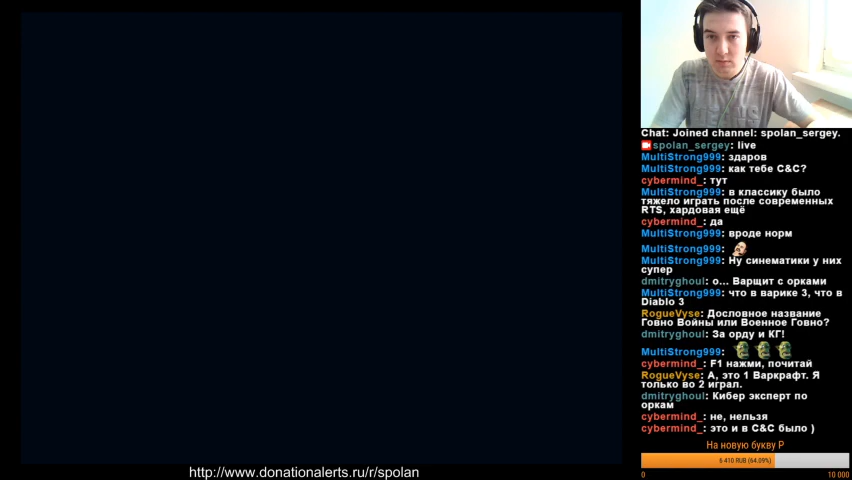 Chat: Joined channel: spolan_sergey.
spolan_sergey: live
MultiStrong999: здаров
MultiStrong999: как тебе C&C?
cybermind_: тут
MultiStrong999: в классику было
тяжело играть после современных
RTS, хардовая ещё
cybermind_: да
MultiStrong999: вроде норм
MultiStrong999:
MultiStrong999: Ну синематики у них
супер
dmitryghoul: о... Варщит с орками
MultiStrong999: что в варике 3, что в
Diablo 3
RogueVyse: Дословное название
Говно Войны или Военное Говно?
dmitryghoul: За орду и КГ!
MultiStrong999:
cybermind_: F1 нажми, почитай
RogueVyse: А, это 1 Варкрафт. Я
только во 2 играл.
dmitryghoul: Кибер эксперт по
оркам
cybermind_: не, нельзя
cybermind_: это и в C&C было )
На новую букву Р
6 410 RUB (64.09%)
0 10 000
http://www.donationalerts.ru/r/spolan